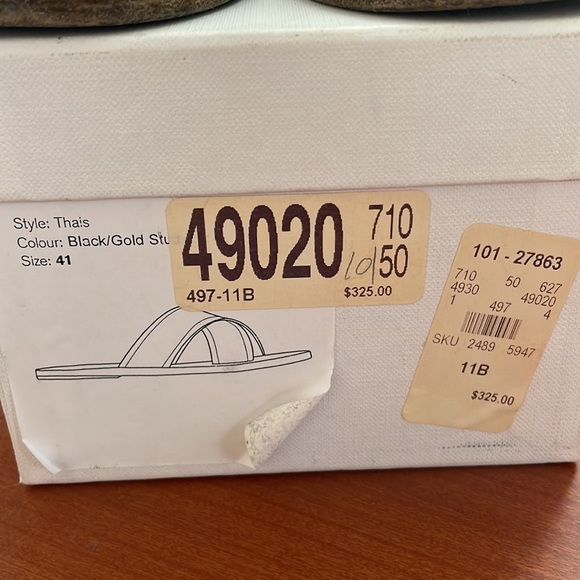 Style: Thais
Colour: Black/Gold Stu
Size: 41
49020 710
10/50
497-11B $325.00
101 - 27863
710 50 627
4930 49020
1 497 4
SKU 2489 5947
11B
$325.00